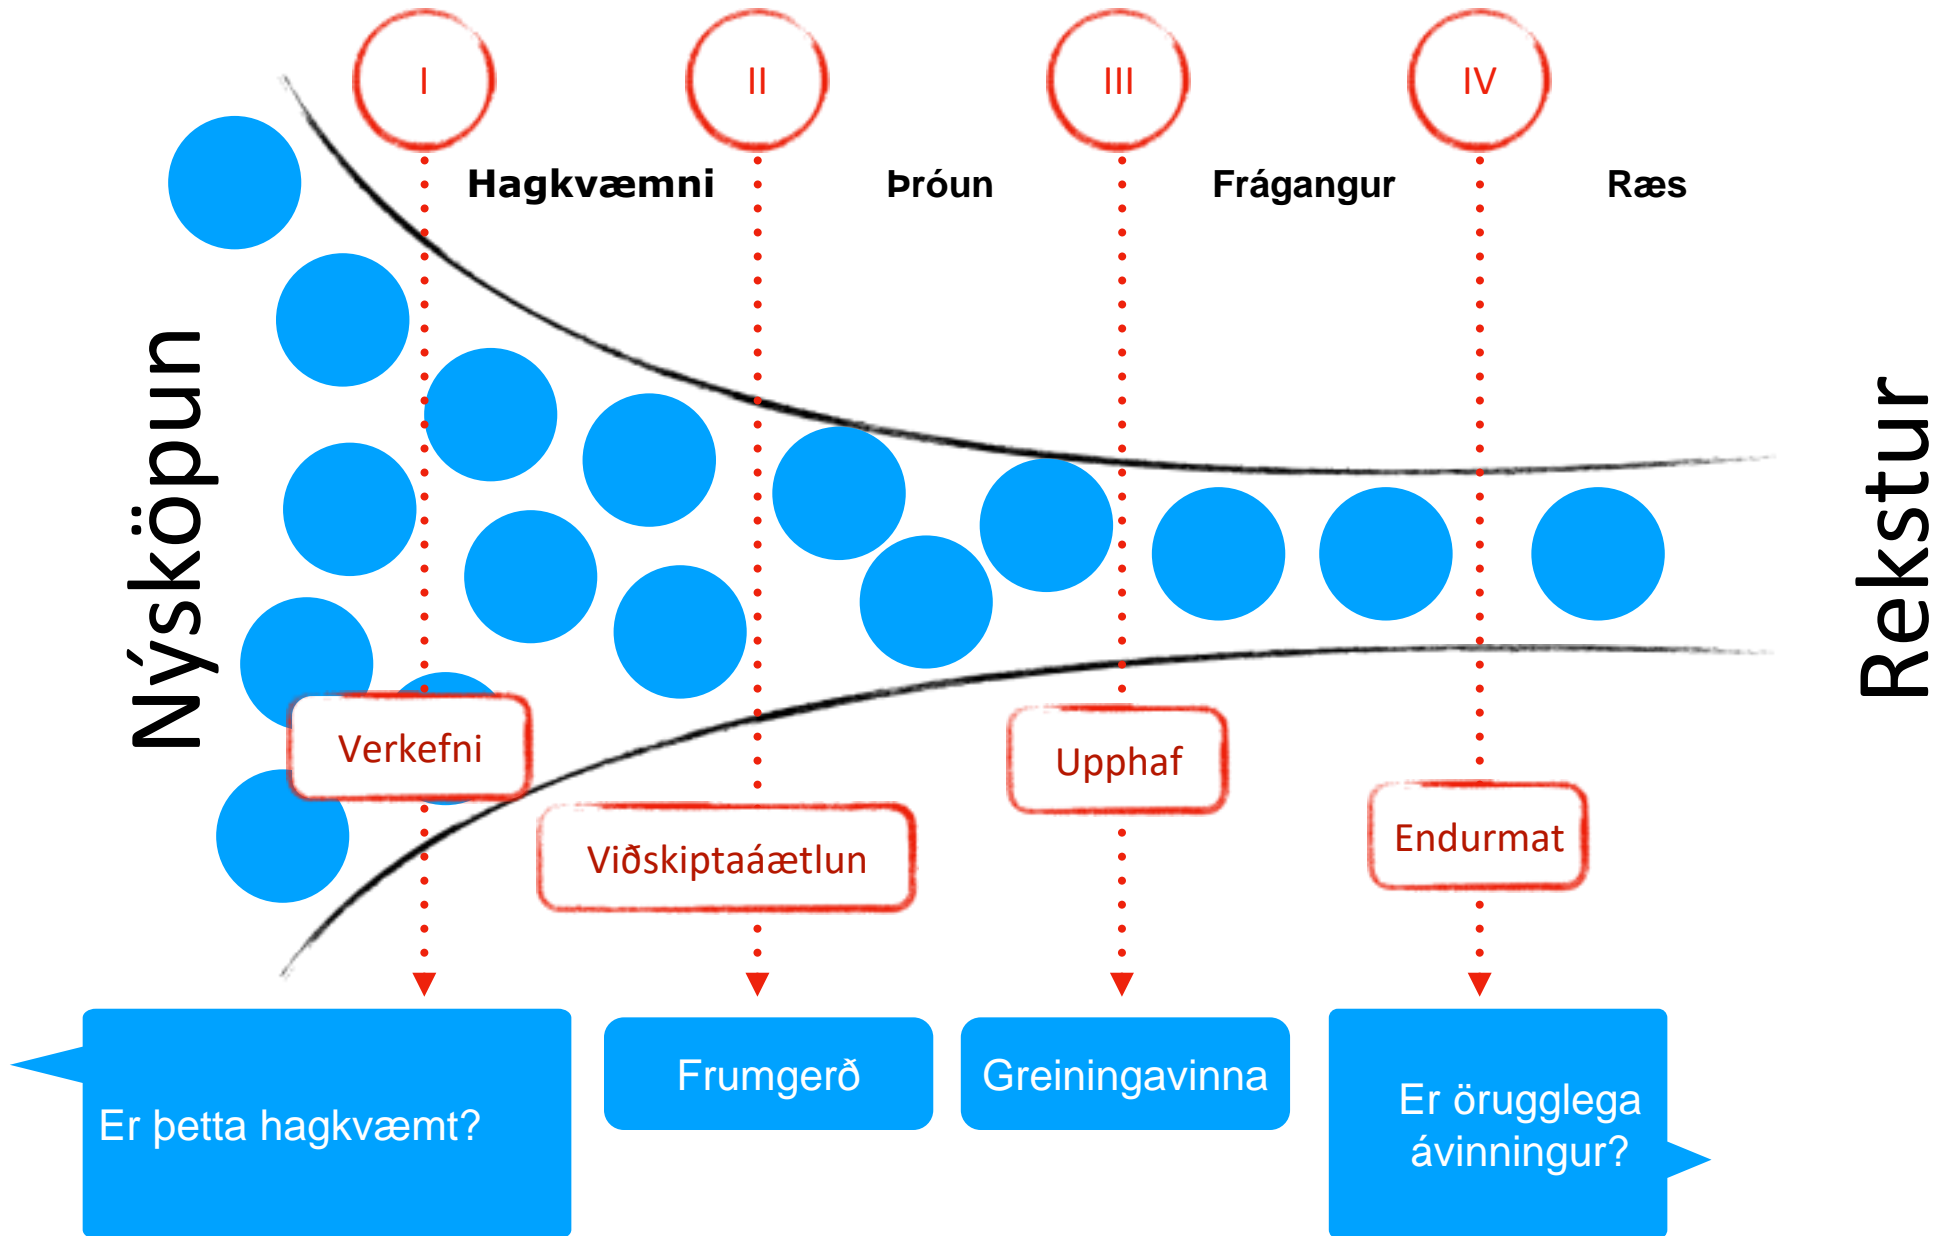 I
II
III
IV
Hagkvæmni
Þróun
Frágangur
Ræs
Nýsköpun
Rekstur
Verkefni
Upphaf
Viðskiptaáætlun
Endurmat
Er þetta hagkvæmt?
Frumgerð
Greiningavinna
Er örugglega
ávinningur?